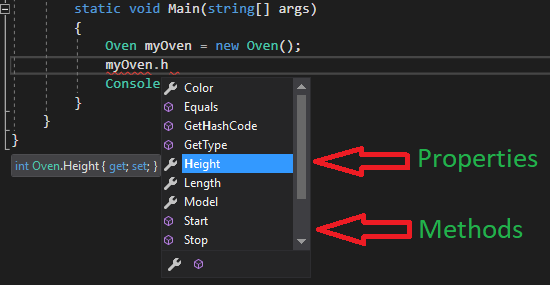 static void Main(string[] args)
{
Oven myOven = new Oven();
myOven.h
Console
}
}
}
Color
Equals
GetHashCode
GetType
Height
Length
Model
Start
Stop
int Oven.Height { get; set; }
Properties
Methods